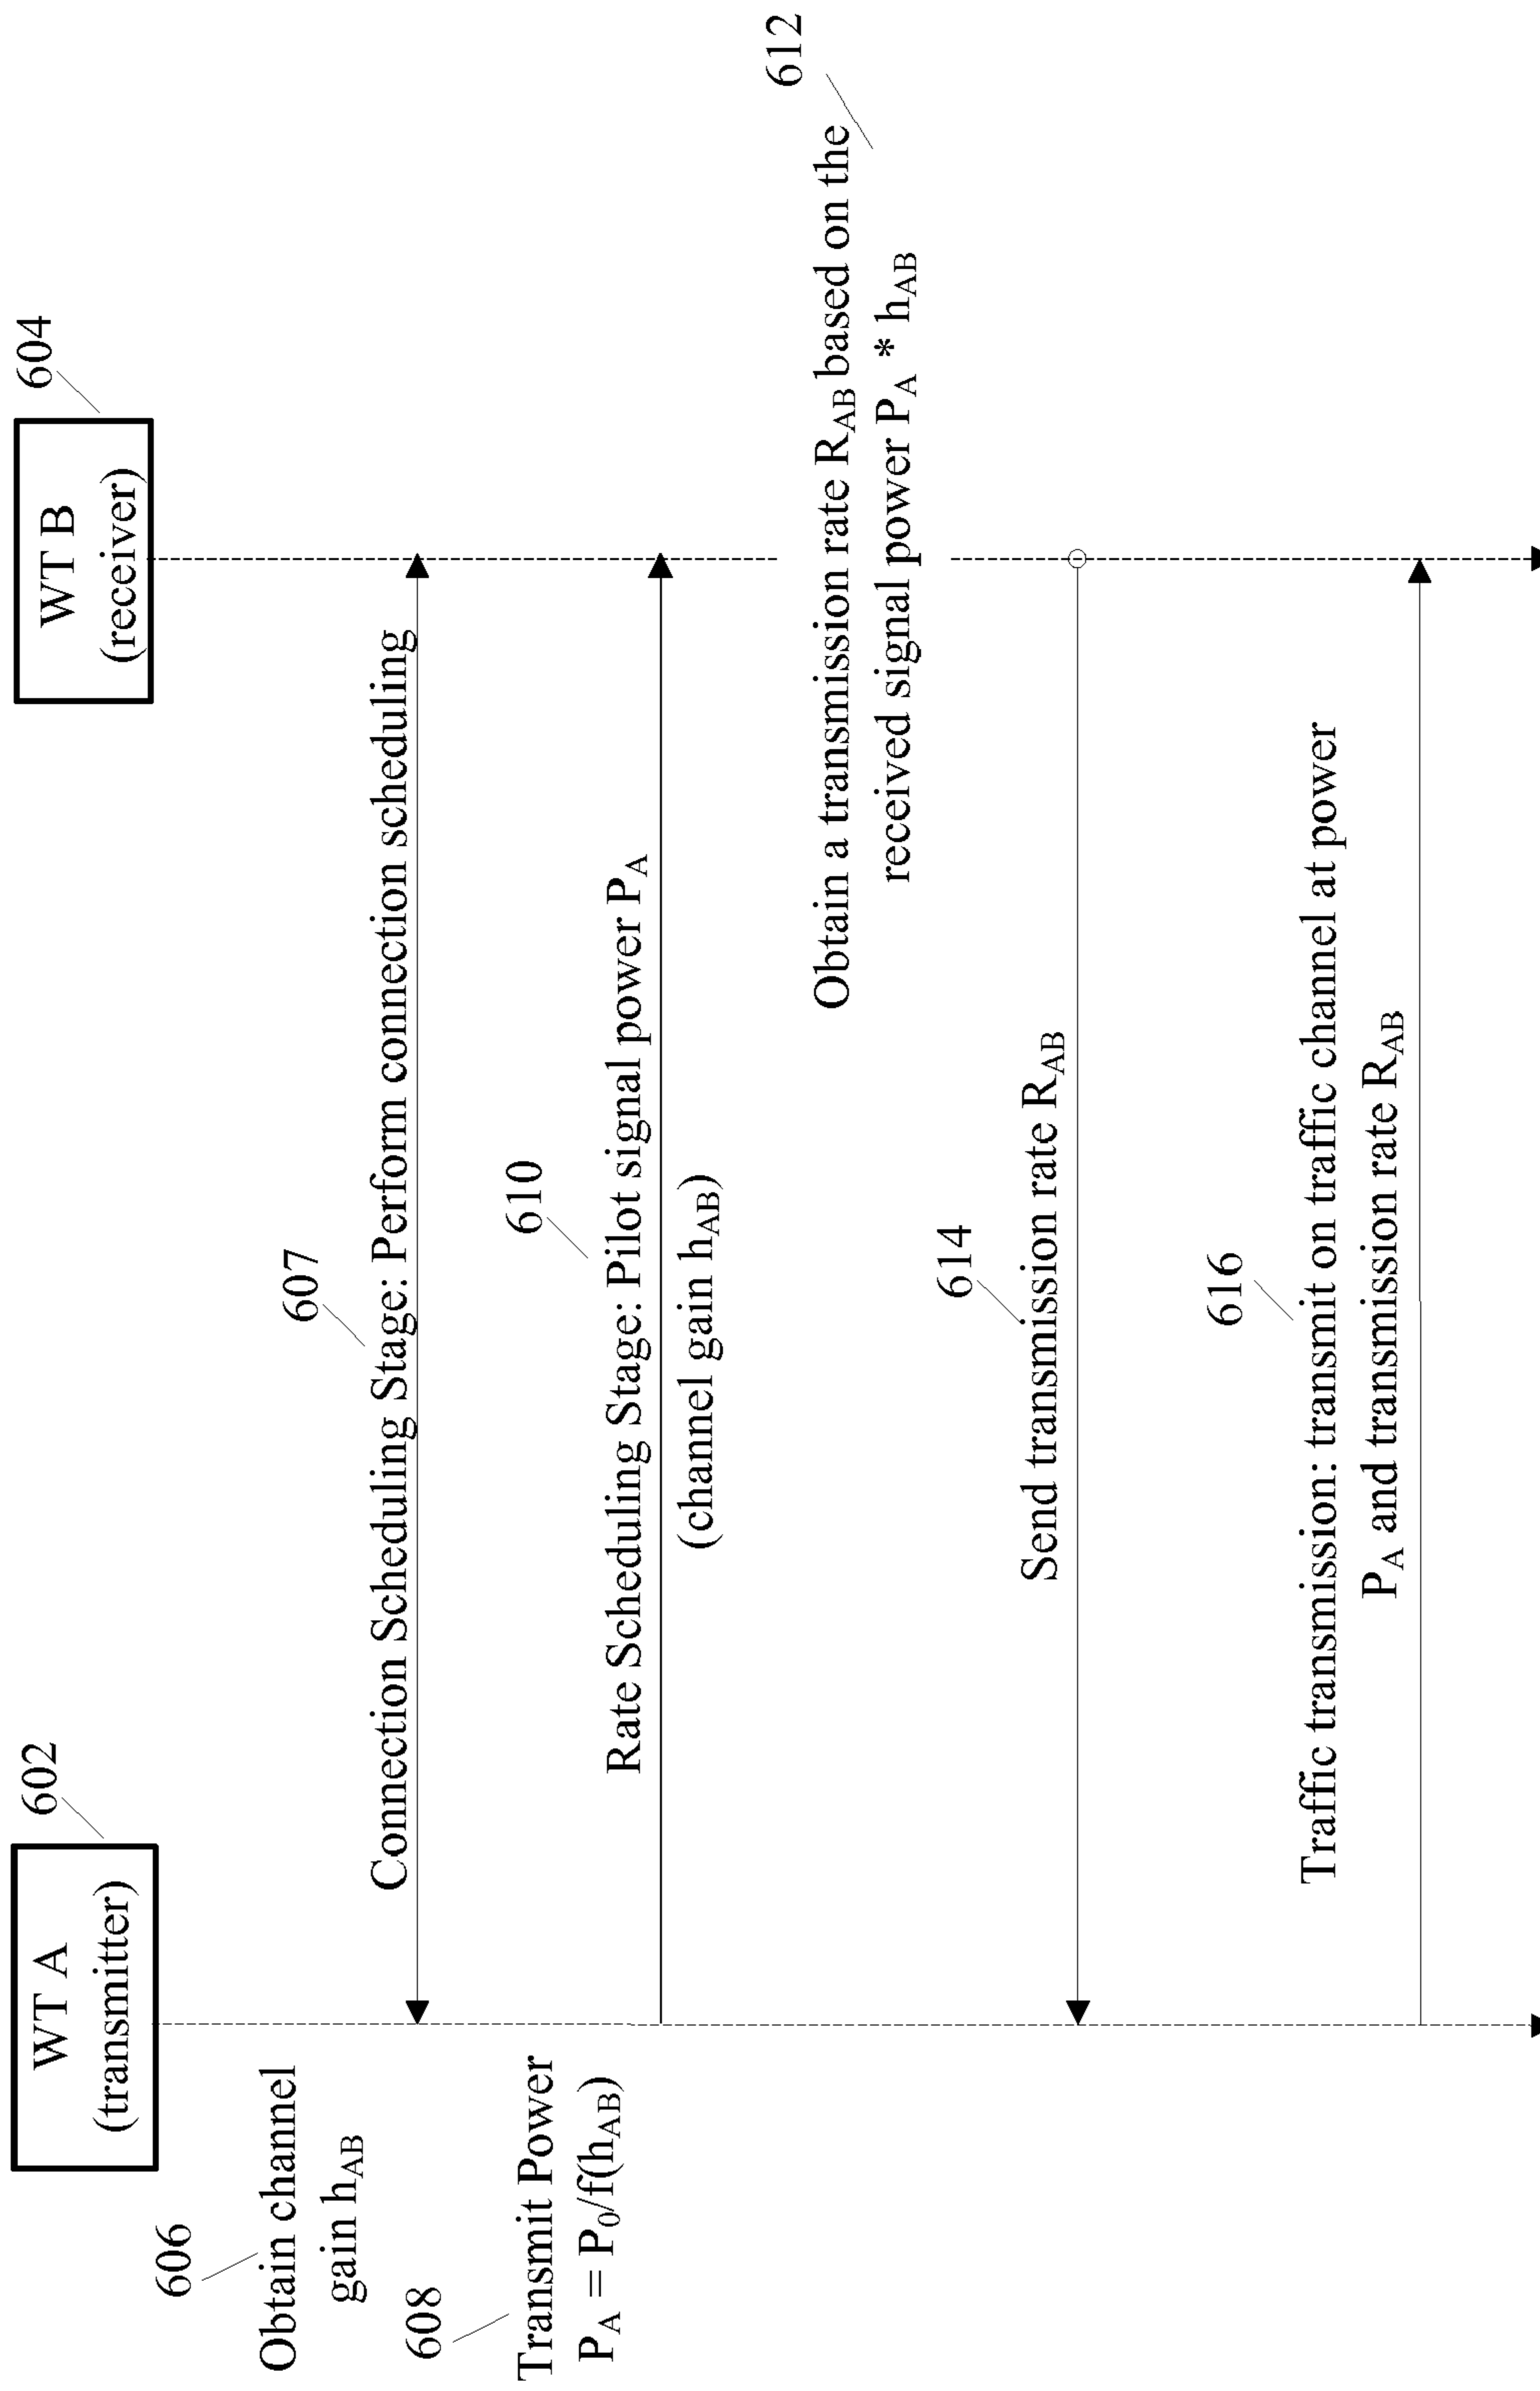 WT A
(transmitter)
602
WT B
(receiver)
604
606
Obtain channel
gain hAB
607
Connection Scheduling Stage: Perform connection scheduling
608
Transmit Power
PA = P0/f(hAB)
610
Rate Scheduling Stage: Pilot signal power PA
(channel gain hAB)
612
Obtain a transmission rate RAB based on the
received signal power PA * hAB
614
Send transmission rate RAB
616
Traffic transmission: transmit on traffic channel at power
PA and transmission rate RAB